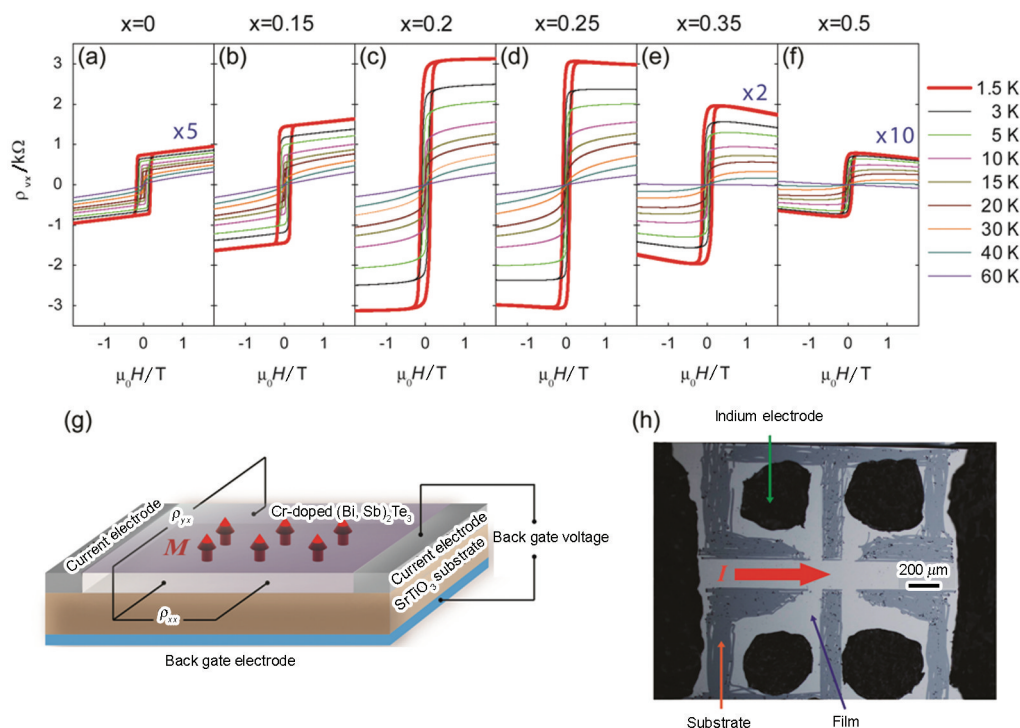 x=0 x=0.15 x=0.2 x=0.25 x=0.35 x=0.5
(a) (b) (c) (d) (e) (f)
x5 x2 x10
3
2
1
0
-1
-2
-3
ρyx/kΩ
-1 0 1 -1 0 1 -1 0 1 -1 0 1 -1 0 1 -1 0 1
μ₀H/T μ₀H/T μ₀H/T μ₀H/T μ₀H/T μ₀H/T
1.5 K
3 K
5 K
10 K
15 K
20 K
30 K
40 K
60 K
(g)
Cr-doped (Bi, Sb)₂Te₃
ρyx
Current electrode
M
Current electrode
SrTiO₃ substrate
Back gate voltage
ρxx
Back gate electrode
(h)
Indium electrode
I
200 μm
Substrate
Film